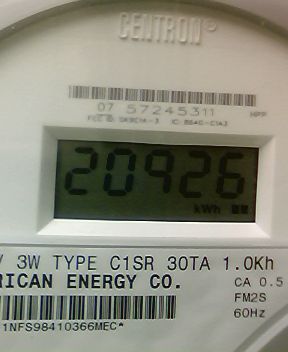 CENTRON®
07 57245311 HPP
20926
kWh
V 3W TYPE C1SR 30TA 1.0Kh
RICAN ENERGY CO. CA 0.5
FM2S
60Hz
1NFS98410366MEC*